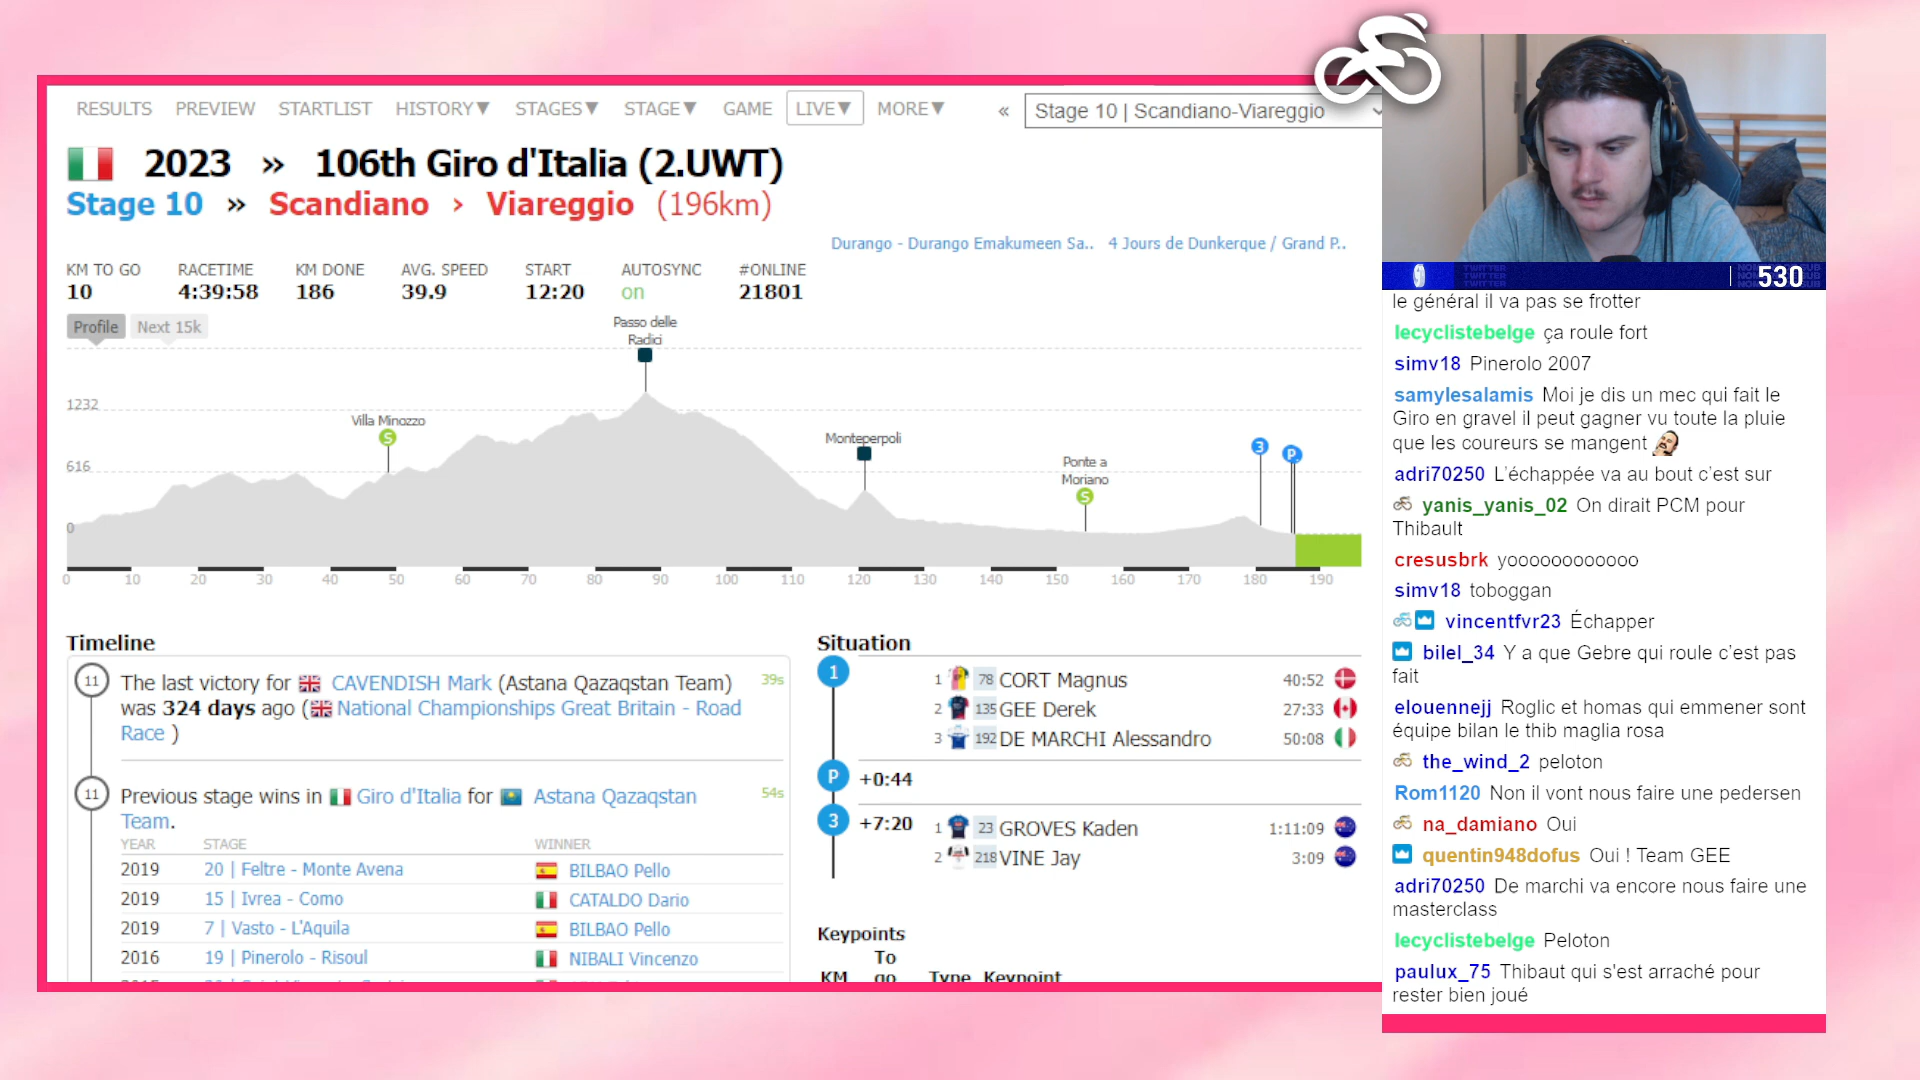 RESULTS PREVIEW STARTLIST HISTORY▼ STAGES▼ STAGE▼ GAME LIVE▼ MORE▼ « Stage 10 | Scandiano-Viareggio
2023 » 106th Giro d'Italia (2.UWT)
Stage 10 » Scandiano › Viareggio (196km)
Durango - Durango Emakumeen Sa.. 4 Jours de Dunkerque / Grand P..
KM TO GO RACETIME KM DONE AVG. SPEED START AUTOSYNC #ONLINE
10 4:39:58 186 39.9 12:20 on 21801
Profile Next 15k
Passo delle
Radici
1232
Villa Minozzo
S
Monteperpoli
616
Ponte a
Moriano
S
3
P
0
0 10 20 30 40 50 60 70 80 90 100 110 120 130 140 150 160 170 180 190
Timeline
11 The last victory for CAVENDISH Mark (Astana Qazaqstan Team) 39s
was 324 days ago (National Championships Great Britain - Road
Race )
11 Previous stage wins in Giro d'Italia for Astana Qazaqstan 54s
Team.
YEAR STAGE WINNER
2019 20 | Feltre - Monte Avena BILBAO Pello
2019 15 | Ivrea - Como CATALDO Dario
2019 7 | Vasto - L'Aquila BILBAO Pello
2016 19 | Pinerolo - Risoul NIBALI Vincenzo
Situation
1
1 78 CORT Magnus 40:52
2 135 GEE Derek 27:33
3 192 DE MARCHI Alessandro 50:08
P +0:44
3 +7:20 1 23 GROVES Kaden 1:11:09
2 218 VINE Jay 3:09
Keypoints
To
KM go Type Keypoint
TWITTER
TWITTER
TWITTER
530
le général il va pas se frotter
lecyclistebelge ça roule fort
simv18 Pinerolo 2007
samylesalamis Moi je dis un mec qui fait le
Giro en gravel il peut gagner vu toute la pluie
que les coureurs se mangent
adri70250 L'échappée va au bout c'est sur
yanis_yanis_02 On dirait PCM pour
Thibault
cresusbrk yoooooooooooo
simv18 toboggan
vincentfvr23 Échapper
bilel_34 Y a que Gebre qui roule c'est pas
fait
elouennejj Roglic et homas qui emmener sont
équipe bilan le thib maglia rosa
the_wind_2 peloton
Rom1120 Non il vont nous faire une pedersen
na_damiano Oui
quentin948dofus Oui ! Team GEE
adri70250 De marchi va encore nous faire une
masterclass
lecyclistebelge Peloton
paulux_75 Thibaut qui s'est arraché pour
rester bien joué